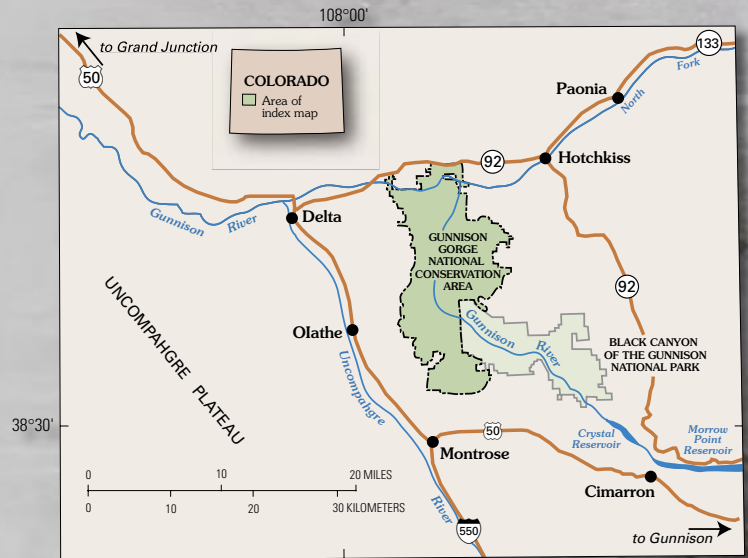 108°00'
to Grand Junction
50
COLORADO
Area of
index map
133
Fork
North
Paonia
92
Hotchkiss
Gunnison
River
Delta
GUNNISON
GORGE
NATIONAL
CONSERVATION
AREA
92
UNCOMPAHGRE PLATEAU
Olathe
Uncompahgre
Gunnison
River
BLACK CANYON
OF THE GUNNISON
NATIONAL PARK
38°30'
50
Montrose
Crystal
Reservoir
Morrow
Point
Reservoir
0 10 20 MILES
0 10 20 30 KILOMETERS
Cimarron
River
550
to Gunnison